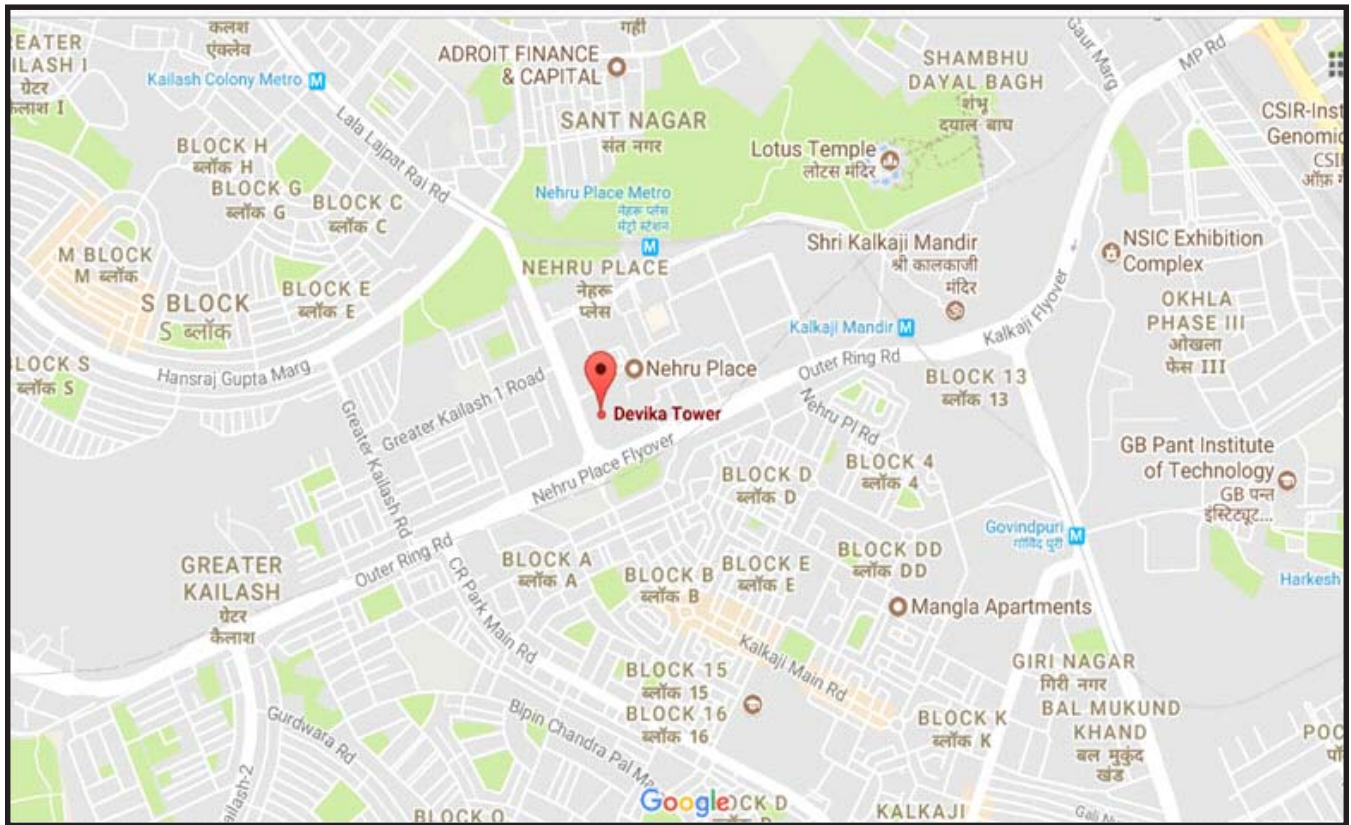 कलश
एंक्लेव
गही
EATER
ILASH I
ग्रेटर
कैलाश I
Kailash Colony Metro
M
ADROIT FINANCE
& CAPITAL
SHAMBHU
DAYAL BAGH
शंभू
दयाल बाघ
Gaur Marg
MP Rd
CSIR-Inst
Genomic
CSI
Lala Lajpat Rai Rd
SANT NAGAR
संत नगर
BLOCK H
ब्लॉक H
BLOCK G
ब्लॉक G
BLOCK C
ब्लॉक C
Lotus Temple
लोटस मंदिर
Nehru Place Metro
नेहरू प्लेस
मेट्रो स्टेशन
M
M BLOCK
M ब्लॉक
S BLOCK
S ब्लॉक
BLOCK E
ब्लॉक E
NEHRU PLACE
नेहरू
प्लेस
Shri Kalkaji Mandir
श्री कालकाजी
मंदिर
NSIC Exhibition
Complex
OKHLA
PHASE III
ओखला
फेस III
Kalkaji Mandir
M
Kalkaji Flyover
BLOCK S
ब्लॉक S
Hansraj Gupta Marg
Greater Kailash 1 Road
Nehru Place
Devika Tower
Outer Ring Rd
BLOCK 13
ब्लॉक 13
Nehru Pl Rd
Greater Kailash Rd
Nehru Place Flyover
BLOCK D
ब्लॉक D
BLOCK 4
ब्लॉक 4
GB Pant Institute
of Technology
GB पन्त
इंस्टिट्यूट...
Govindpuri
गोविंद पुरी
M
Outer Ring Rd
GREATER
KAILASH
ग्रेटर
कैलाश
BLOCK A
ब्लॉक A
BLOCK B
ब्लॉक B
BLOCK E
ब्लॉक E
BLOCK DD
ब्लॉक DD
Harkesh
Mangla Apartments
CR Park Main Rd
Kalkaji Main Rd
BLOCK 15
ब्लॉक 15
BLOCK 16
ब्लॉक 16
GIRI NAGAR
गिरी नगर
BAL MUKUND
KHAND
बल मुकुंद
खंड
BLOCK K
ब्लॉक K
POC
Gurdwara Rd
Bipin Chandra Pal Ma
ailash-2
Google
OCK D
BLOCK O
KALKAJI
Gali N